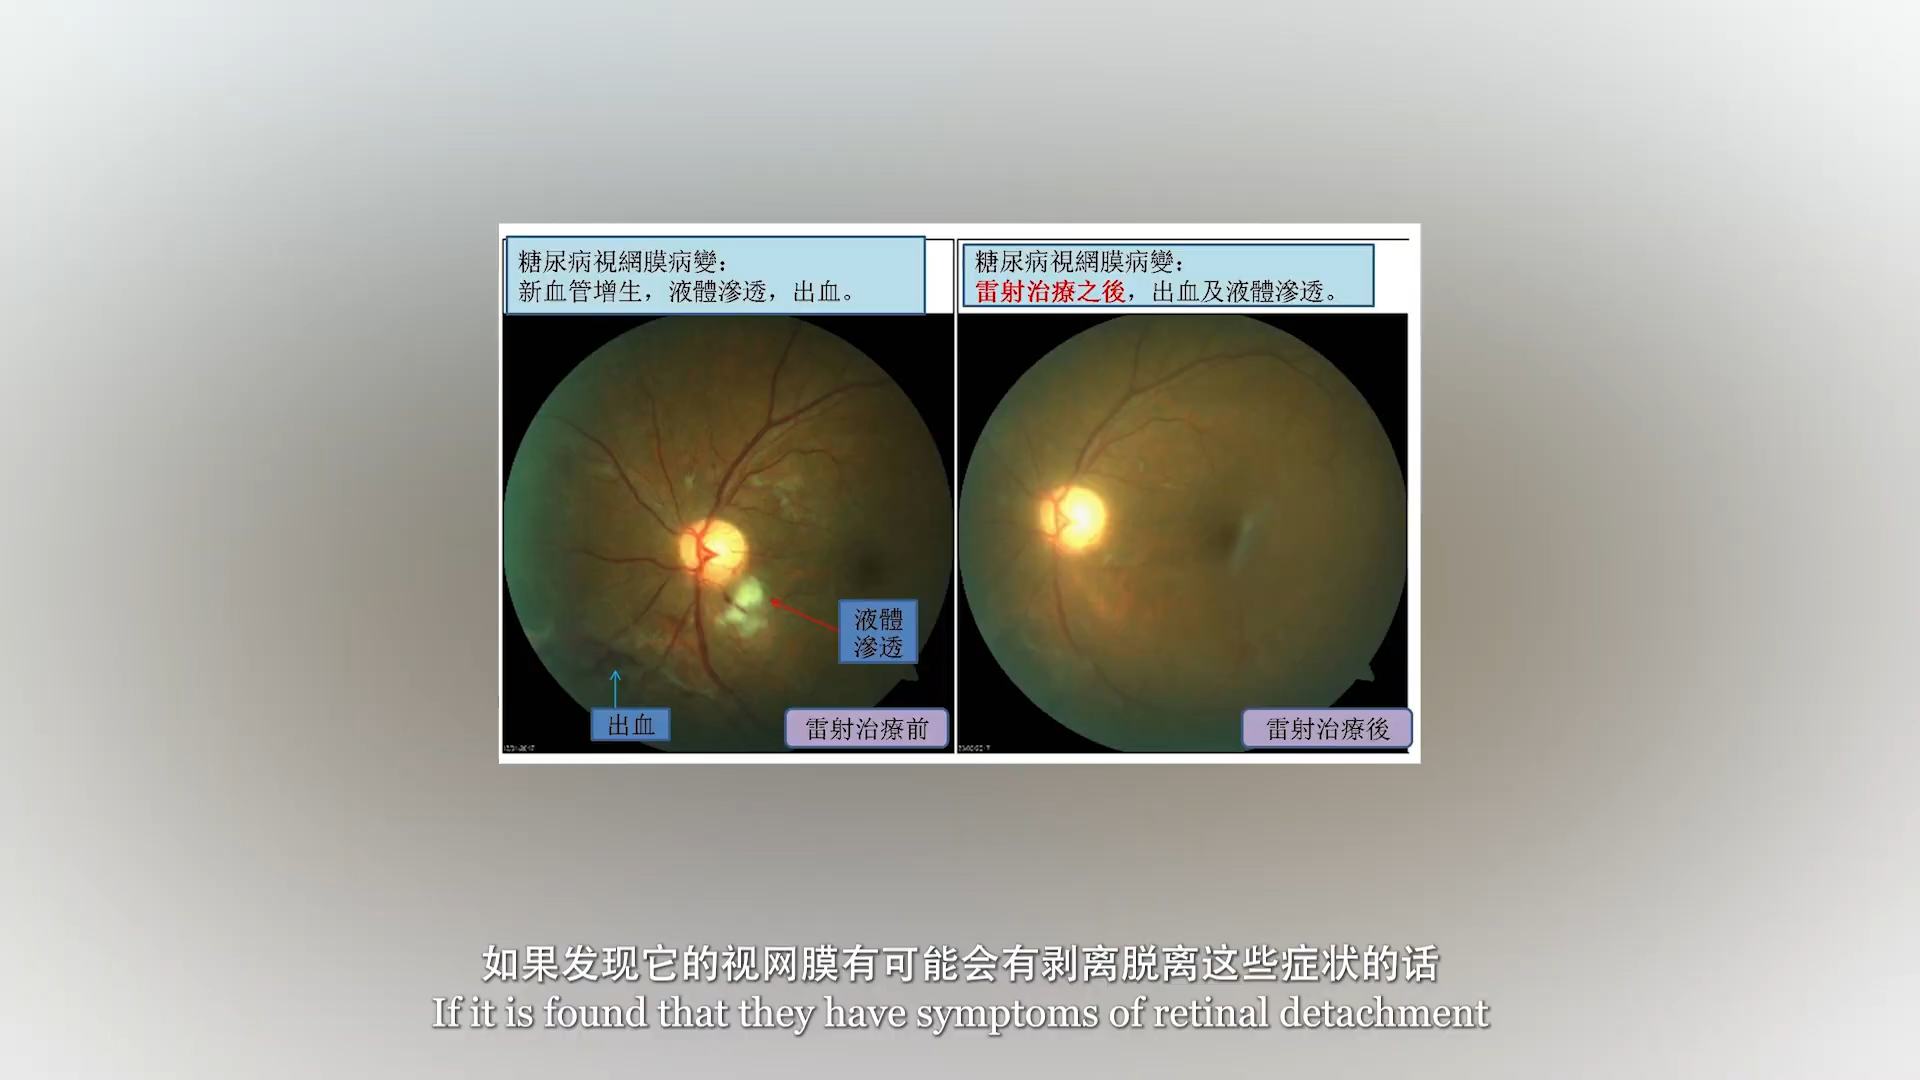 糖尿病視網膜病變：
新血管增生，液體滲透，出血。
糖尿病視網膜病變：
雷射治療之後，出血及液體滲透。
液體
滲透
出血
雷射治療前
雷射治療後
如果发现它的视网膜有可能会有剥离脱离这些症状的话
If it is found that they have symptoms of retinal detachment